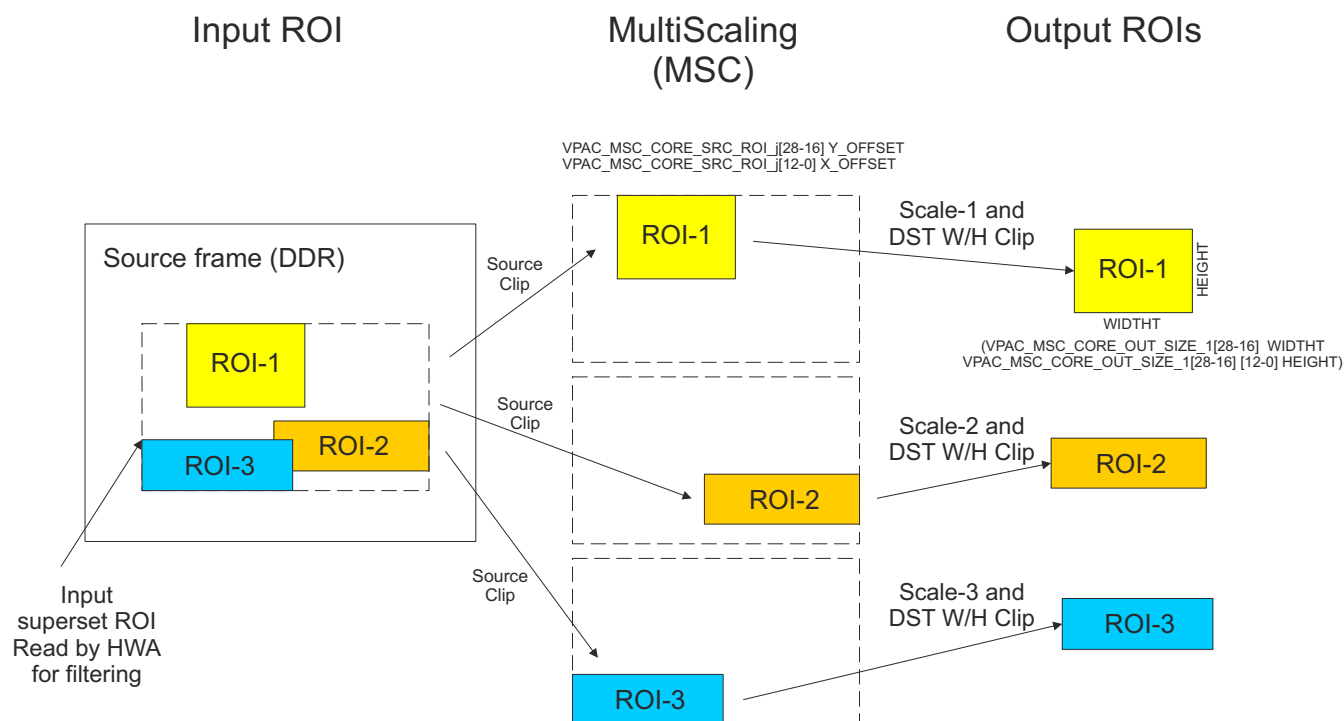 Input ROI
MultiScaling
(MSC)
Output ROIs
VPAC_MSC_CORE_SRC_ROI_j[28-16] Y_OFFSET
VPAC_MSC_CORE_SRC_ROI_j[12-0] X_OFFSET
Source frame (DDR)
ROI-1
ROI-2
ROI-3
Input
superset ROI
Read by HWA
for filtering
Source
Clip
Source
Clip
Source
Clip
ROI-1
ROI-2
ROI-3
Scale-1 and
DST W/H Clip
Scale-2 and
DST W/H Clip
Scale-3 and
DST W/H Clip
ROI-1
HEIGHT
WIDTHT
(VPAC_MSC_CORE_OUT_SIZE_1[28-16] WIDTHT
VPAC_MSC_CORE_OUT_SIZE_1[28-16] [12-0] HEIGHT)
ROI-2
ROI-3